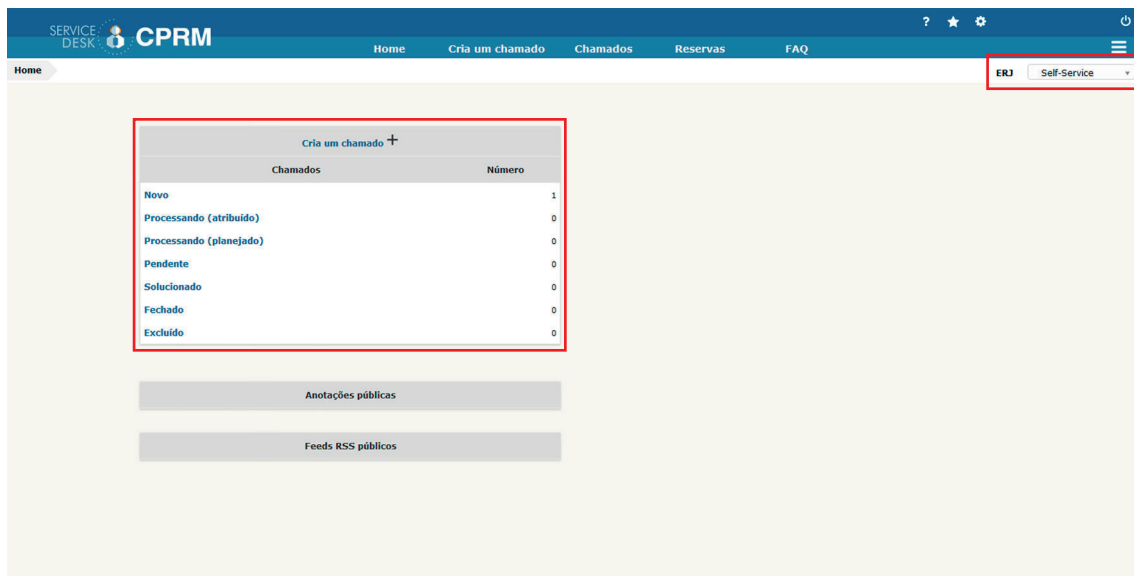 SERVICE DESK CPRM
?
Home Cria um chamado Chamados Reservas FAQ
Home
ERJ Self-Service
Cria um chamado +
Chamados Número
Novo 1
Processando (atribuído) 0
Processando (planejado) 0
Pendente 0
Solucionado 0
Fechado 0
Excluído 0
Anotações públicas
Feeds RSS públicos